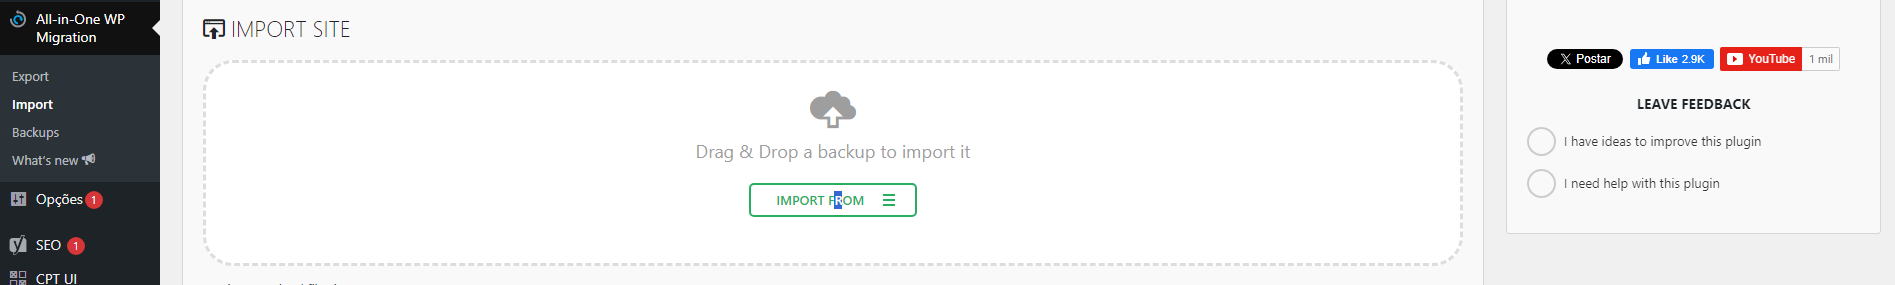 All-in-One WP
Migration
Export
Import
Backups
What's new
Opções 1
SEO 1
CPT UI
IMPORT SITE
Drag & Drop a backup to import it
IMPORT FROM
X Postar
Like 2.9K
YouTube
1 mil
LEAVE FEEDBACK
I have ideas to improve this plugin
I need help with this plugin